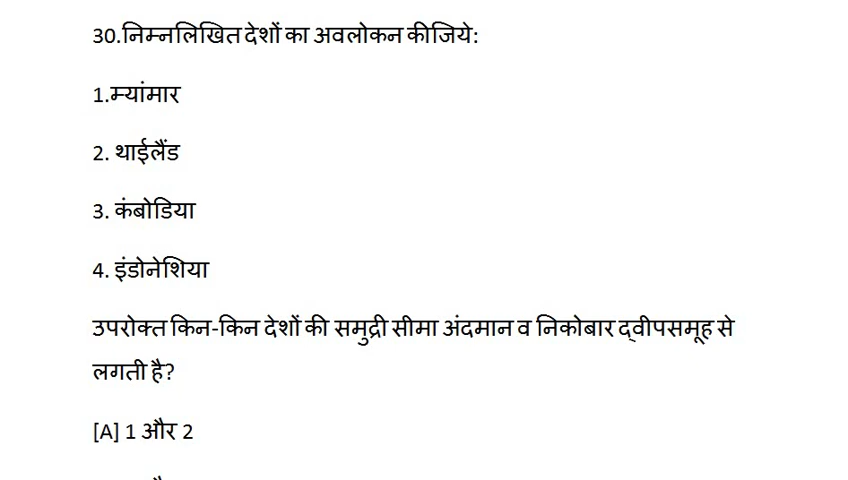 30.निम्नलिखित देशों का अवलोकन कीजिये:
1.म्यांमार
2. थाईलैंड
3. कंबोडिया
4. इंडोनेशिया
उपरोक्त किन-किन देशों की समुद्री सीमा अंदमान व निकोबार द्वीपसमूह से
लगती है?
[A] 1 और 2